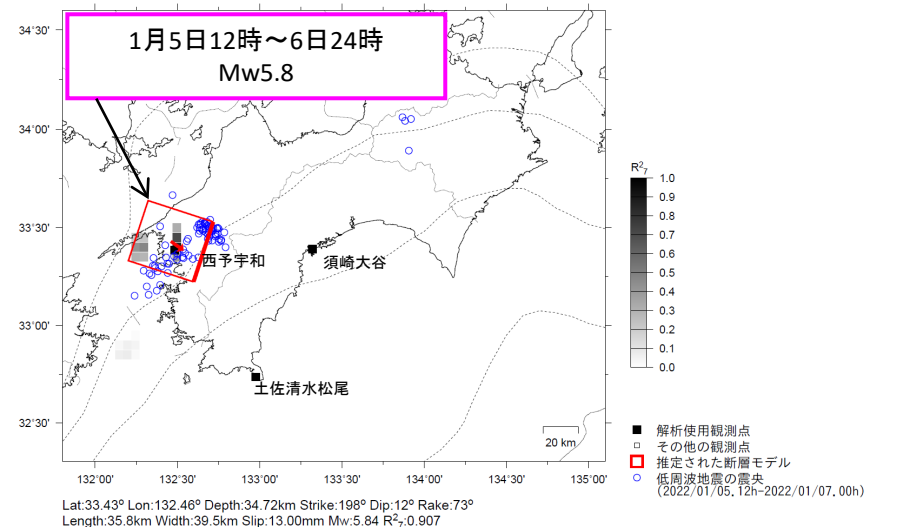 1月5日12時～6日24時
Mw5.8
34°30'
34°00'
33°30'
33°00'
32°30'
西予宇和
須崎大谷
土佐清水松尾
20 km
132°00' 132°30' 133°00' 133°30' 134°00' 134°30' 135°00'
R²₇
1.0
0.9
0.8
0.7
0.6
0.5
0.4
0.3
0.2
0.1
0.0
解析使用観測点
その他の観測点
推定された断層モデル
低周波地震の震央
(2022/01/05.12h-2022/01/07.00h)
Lat:33.43° Lon:132.46° Depth:34.72km Strike:198° Dip:12° Rake:73°
Length:35.8km Width:39.5km Slip:13.00mm Mw:5.84 R²₇:0.907